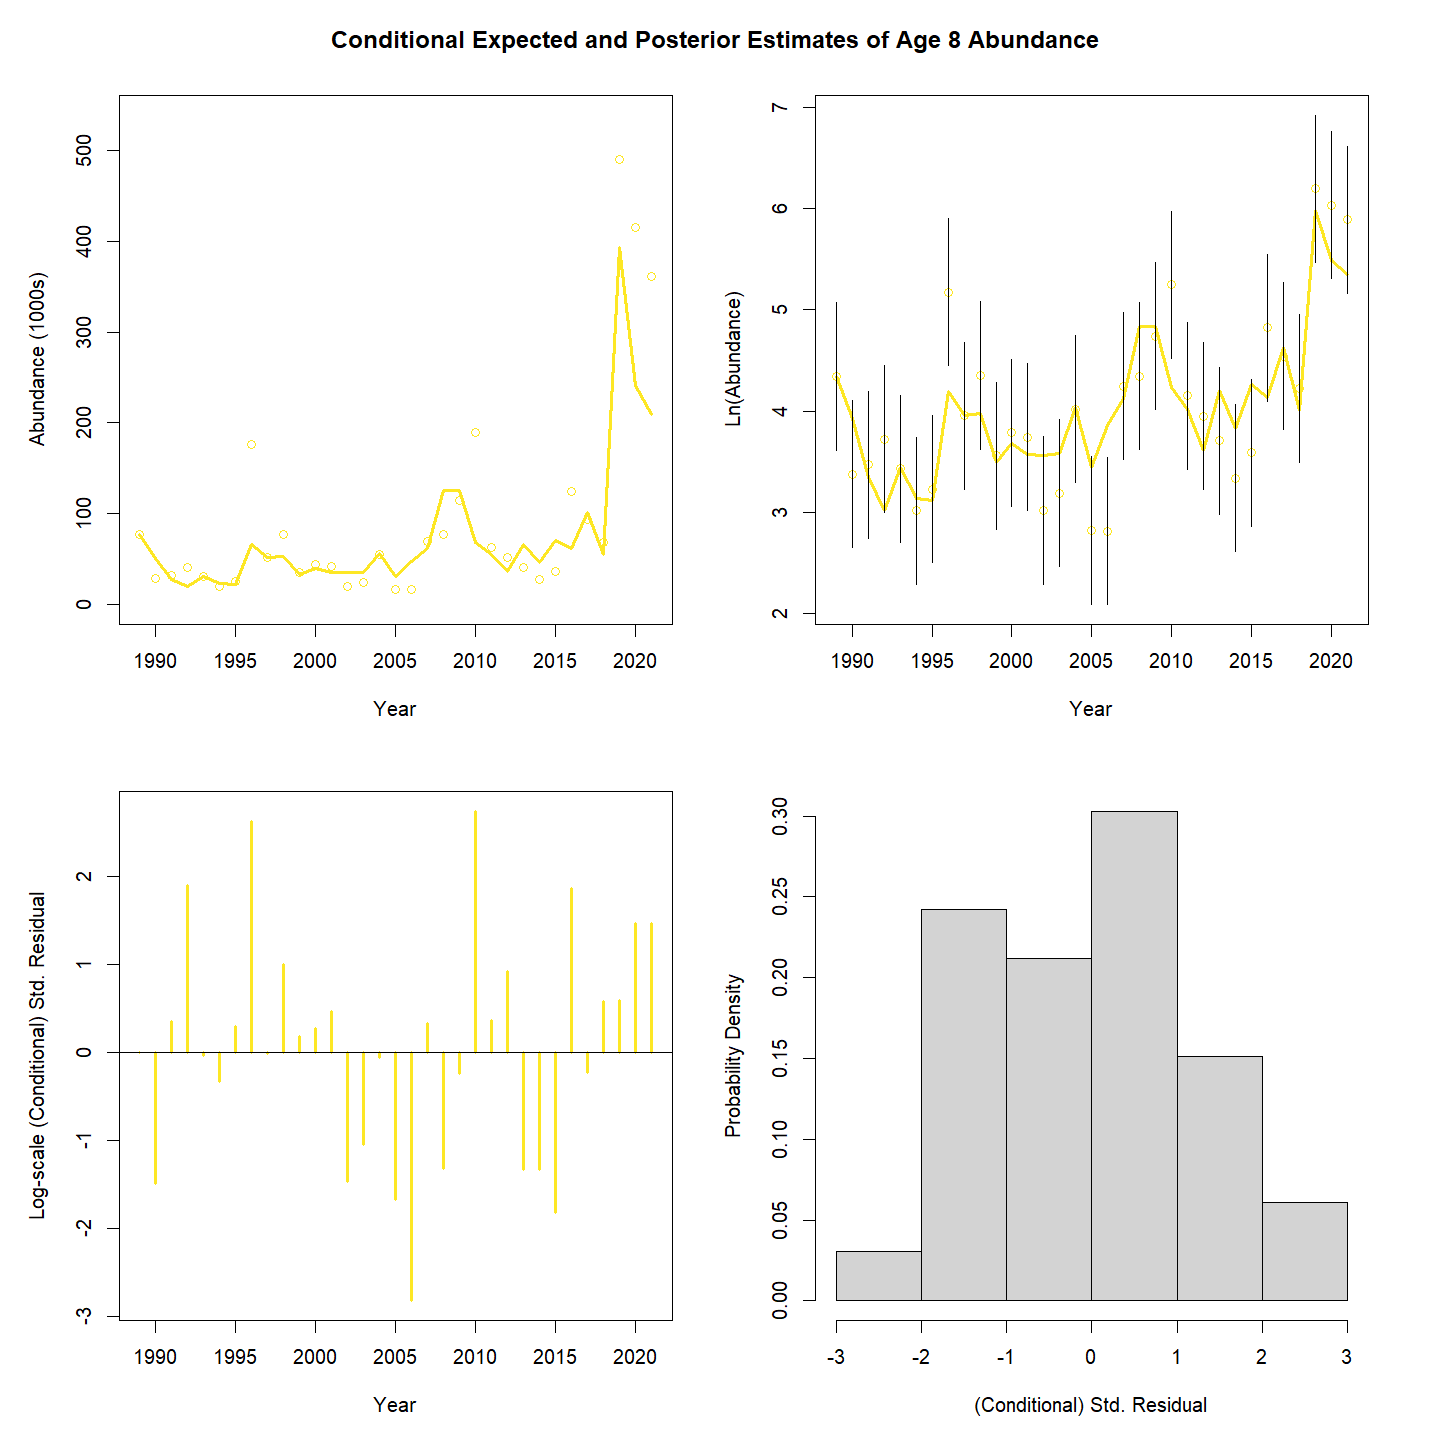 Conditional Expected and Posterior Estimates of Age 8 Abundance
Abundance (1000s)
0
100
200
300
400
500
1990 1995 2000 2005 2010 2015 2020
Year
Ln(Abundance)
2
3
4
5
6
7
1990 1995 2000 2005 2010 2015 2020
Year
Log-scale (Conditional) Std. Residual
-3
-2
-1
0
1
2
1990 1995 2000 2005 2010 2015 2020
Year
Probability Density
0.00
0.05
0.10
0.15
0.20
0.25
0.30
-3 -2 -1 0 1 2 3
(Conditional) Std. Residual